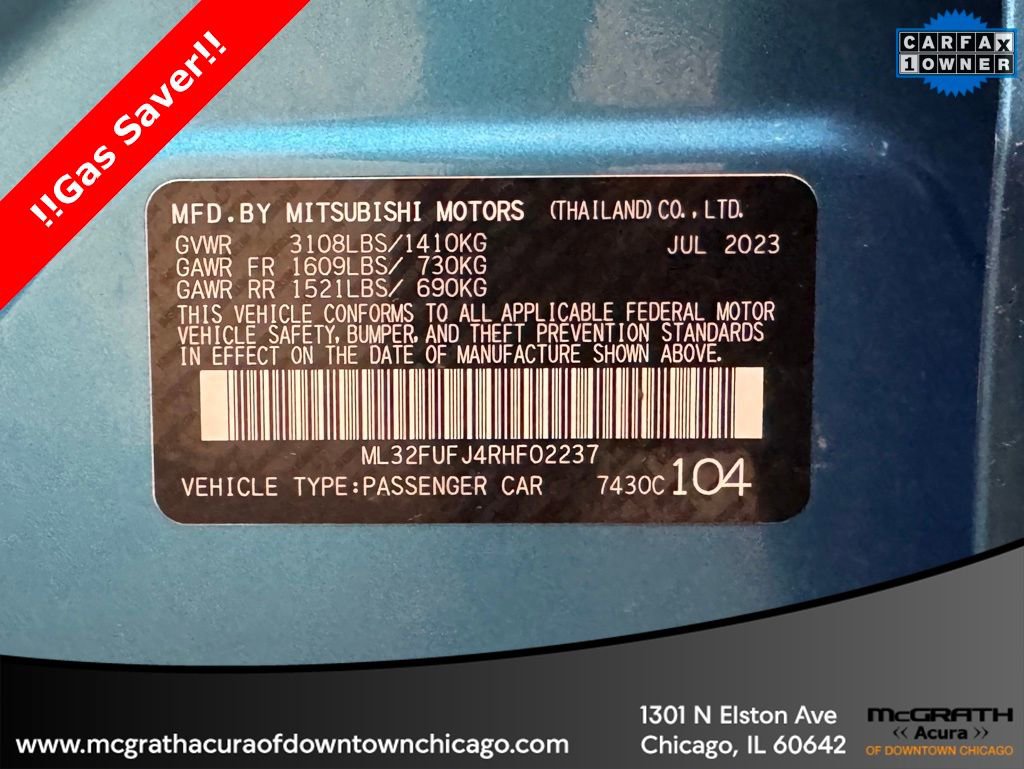 !!Gas Saver!!
CARFAX
1 OWNER
MFD.BY MITSUBISHI MOTORS (THAILAND)CO.,LTD.
GVWR 3108LBS/1410KG JUL 2023
GAWR FR 1609LBS/ 730KG
GAWR RR 1521LBS/ 690KG
THIS VEHICLE CONFORMS TO ALL APPLICABLE FEDERAL MOTOR
VEHICLE SAFETY, BUMPER, AND THEFT PREVENTION STANDARDS
IN EFFECT ON THE DATE OF MANUFACTURE SHOWN ABOVE.
ML32FUFJ4RHF02237
VEHICLE TYPE:PASSENGER CAR 7430C 104
www.mcgrathacuraofdowntownchicago.com
1301 N Elston Ave
Chicago, IL 60642
McGRATH
Acura
OF DOWNTOWN CHICAGO